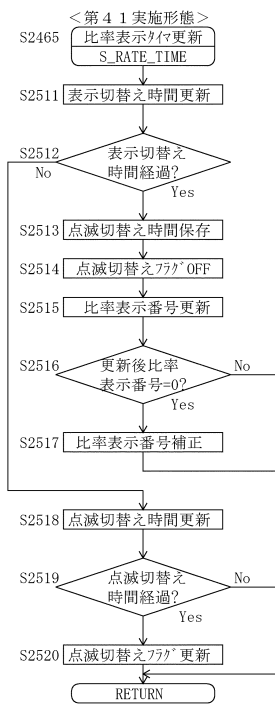 ＜第４１実施形態＞
S2465 比率表示ﾀｲﾏ更新
S_RATE_TIME
S2511 表示切替え時間更新
S2512 表示切替え
時間経過?
No
Yes
S2513 点滅切替え時間保存
S2514 点滅切替えﾌﾗｸﾞOFF
S2515 比率表示番号更新
S2516 更新後比率
表示番号=0?
No
Yes
S2517 比率表示番号補正
S2518 点滅切替え時間更新
S2519 点滅切替え
時間経過?
No
Yes
S2520 点滅切替えﾌﾗｸﾞ更新
RETURN